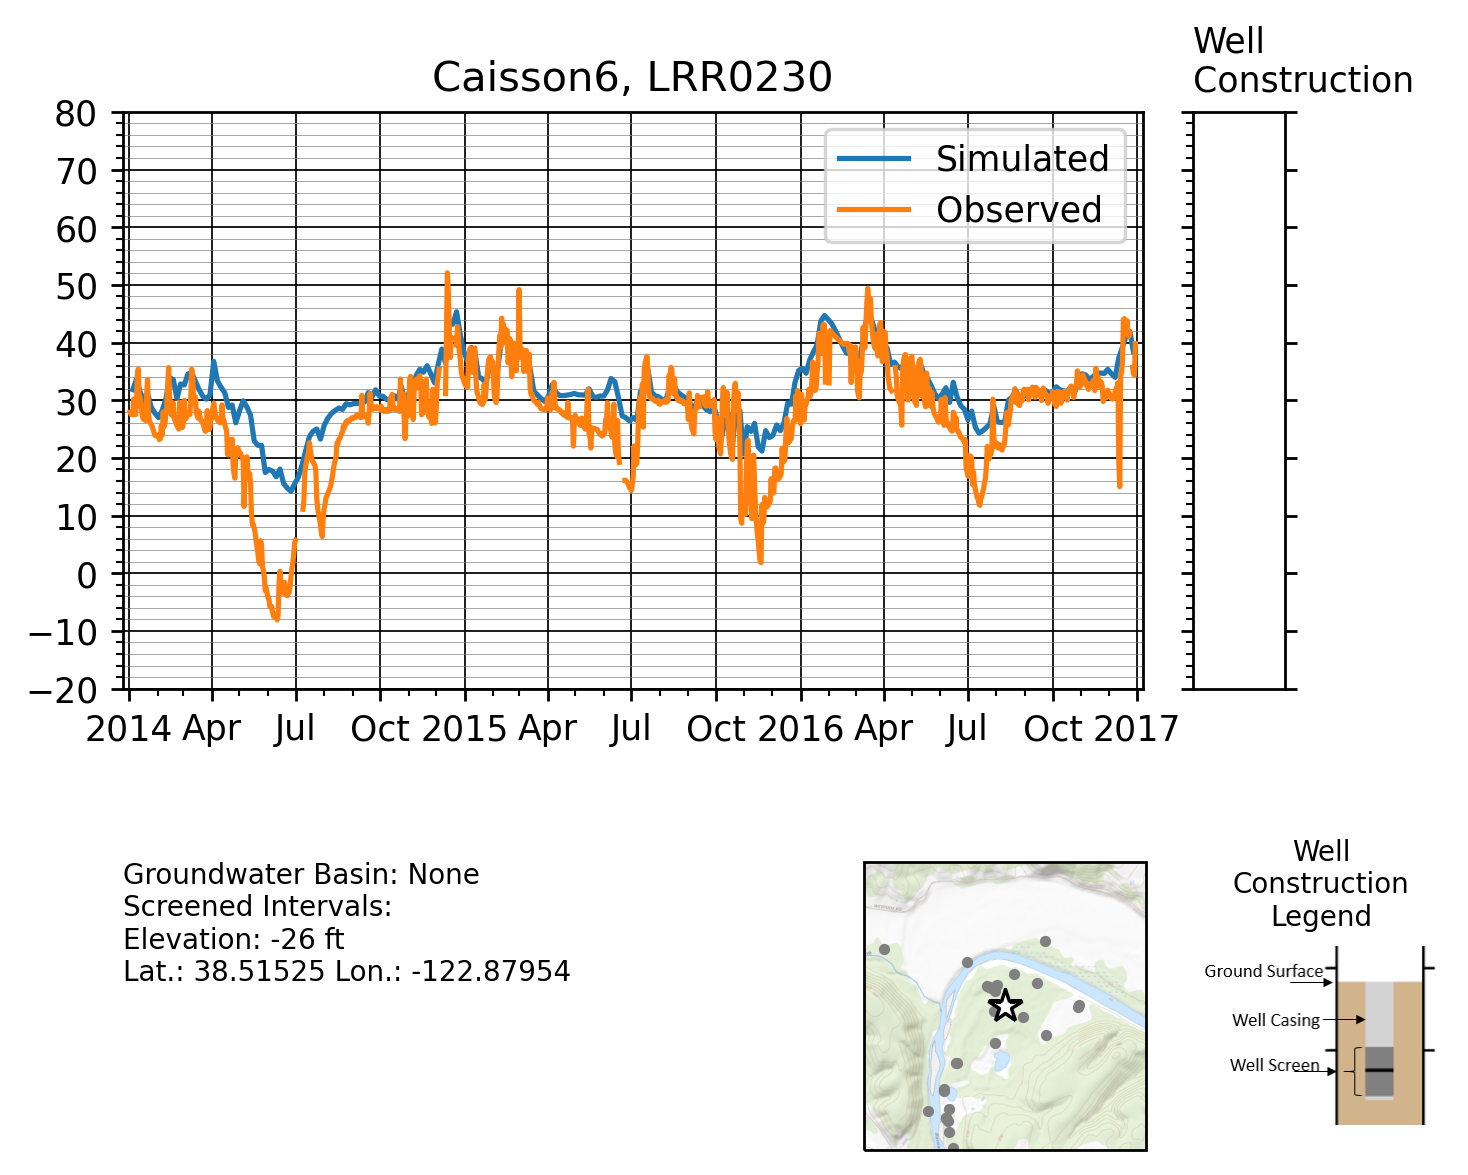 Well
Construction
Caisson6, LRR0230
80
70
60
50
40
30
20
10
0
−10
−20
Simulated
Observed
2014 Apr Jul Oct 2015 Apr Jul Oct 2016 Apr Jul Oct 2017
Groundwater Basin: None
Screened Intervals:
Elevation: -26 ft
Lat.: 38.51525 Lon.: -122.87954
Well
Construction
Legend
Ground Surface
Well Casing
Well Screen